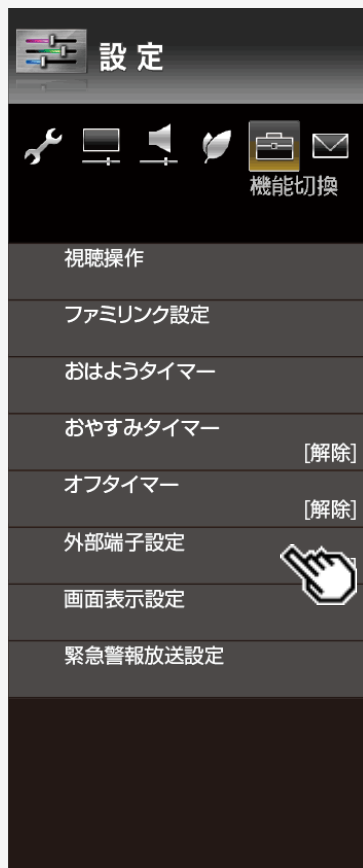 設定
機能切換
視聴操作
ファミリンク設定
おはようタイマー
おやすみタイマー
[解除]
オフタイマー
[解除]
外部端子設定
]
画面表示設定
緊急警報放送設定